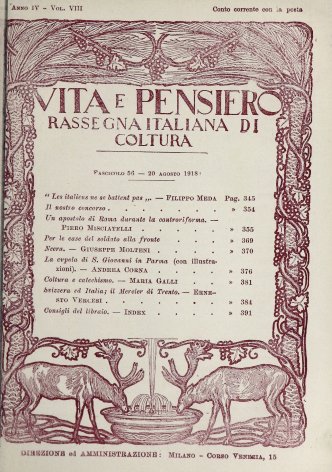 Anno IV – Vol. VIII Conto corrente con la posta
VITA E PENSIERO
RASSEGNA ITALIANA DI
COLTURA
Fascicolo 56 — 20 Agosto 1918
" Les italiens ne se battent pas „. — Filippo Meda Pag. 345
Il nostro concorso . . . . . . » 354
Un apostolo di Roma durante la controriforma. —
Piero Misciatelli . . . . . » 355
Per le case del soldato alla fronte . . . » 369
Neera. — Giuseppe Molteni . . . . » 370
La cupola di S. Giovanni in Parma (con illustra-
zioni). — Andrea Corna . . . . » 376
Coltura e catechismo. — Maria Galli . . » 381
Svizzera ed Italia; il Mercier di Trento. — Erne-
sto Vercesi . . . . . . » 384
Consigli del libraio. — Index . . . . » 391
DIREZIONE ed AMMINISTRAZIONE: Milano - Corso Venezia, 15